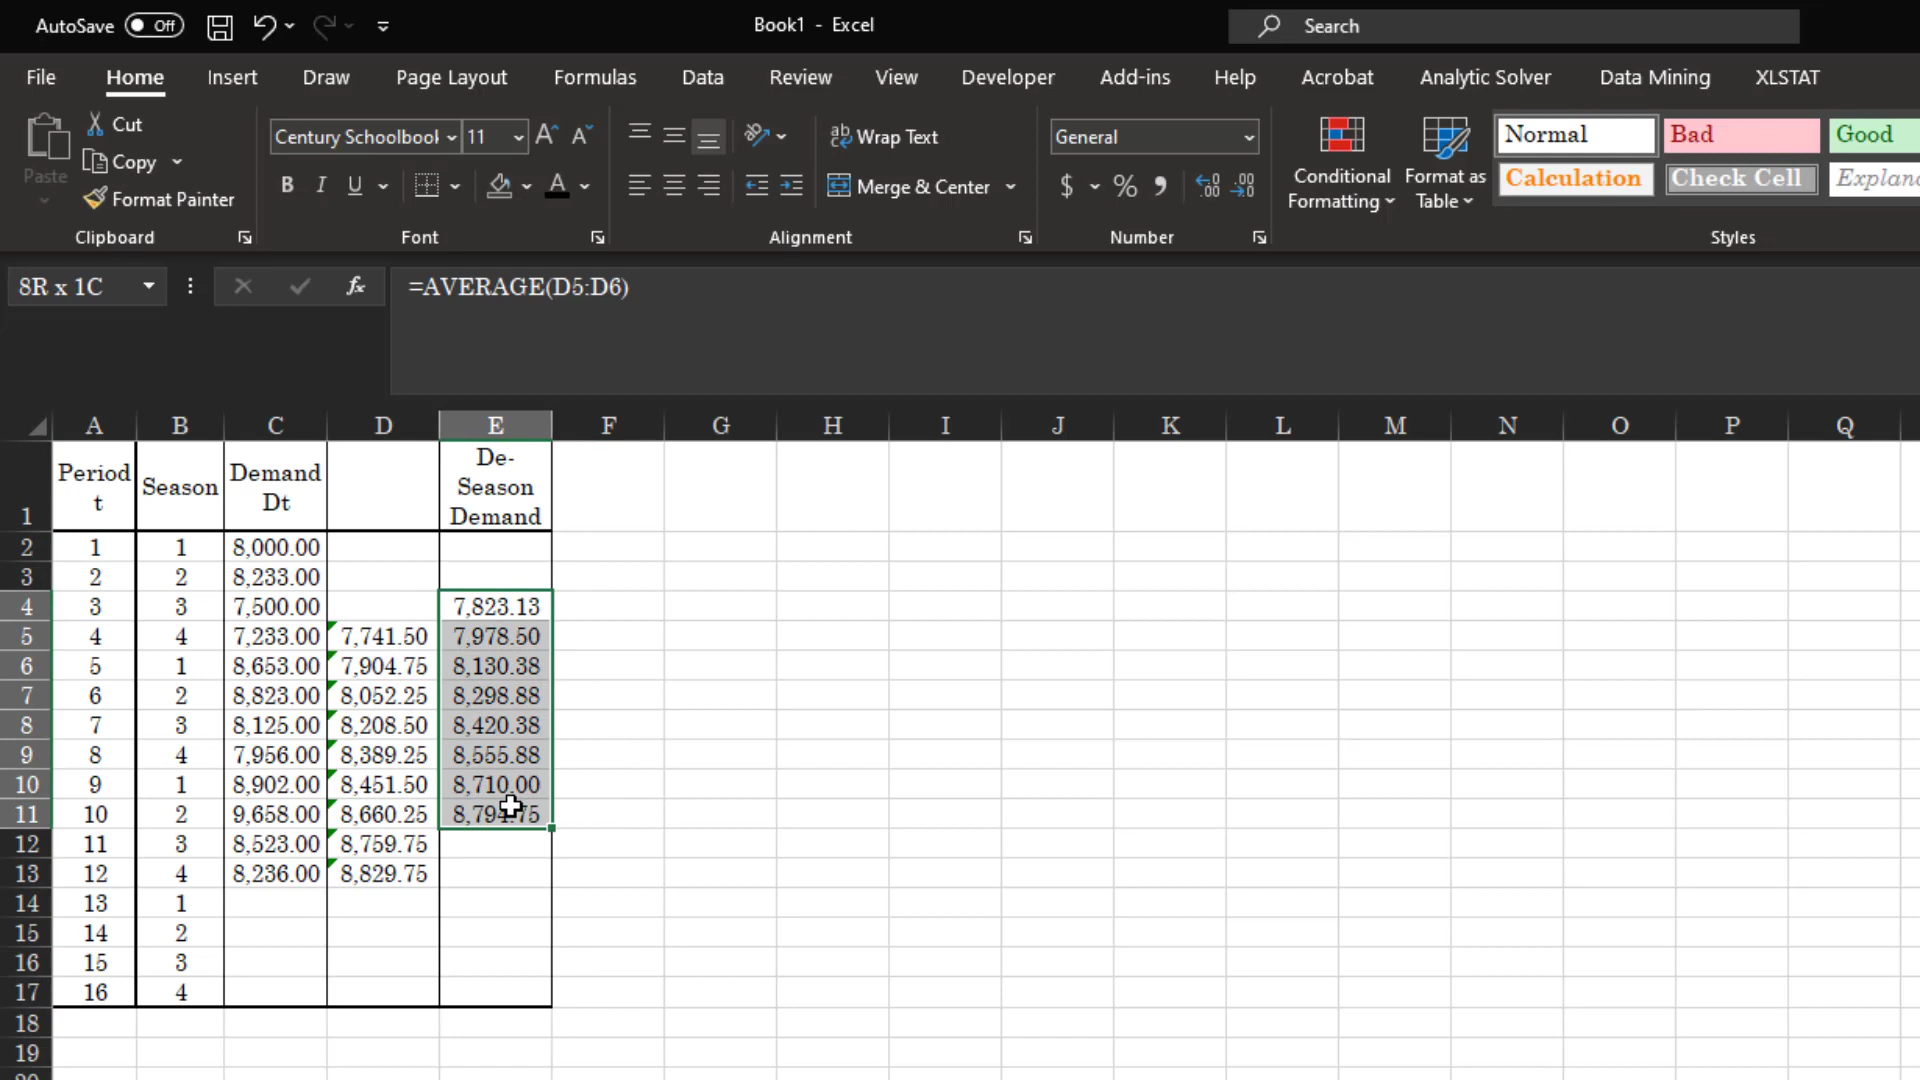 AutoSave Off Book1 - Excel Search
File Home Insert Draw Page Layout Formulas Data Review View Developer Add-ins Help Acrobat Analytic Solver Data Mining XLSTAT
Paste
Cut
Copy
Format Painter
Clipboard
Century Schoolbook 11
B I U
Font
Wrap Text
Merge & Center
Alignment
General
$ % 9
Number
Conditional
Formatting
Format as
Table
Normal Bad Good
Calculation Check Cell Explana
Styles
8R x 1C fx =AVERAGE(D5:D6)
A B C D E F G H I J K L M N O P Q
1 Period t Season Demand Dt De-Season Demand
2 1 1 8,000.00
3 2 2 8,233.00
4 3 3 7,500.00 7,823.13
5 4 4 7,233.00 7,741.50 7,978.50
6 5 1 8,653.00 7,904.75 8,130.38
7 6 2 8,823.00 8,052.25 8,298.88
8 7 3 8,125.00 8,208.50 8,420.38
9 8 4 7,956.00 8,389.25 8,555.88
10 9 1 8,902.00 8,451.50 8,710.00
11 10 2 9,658.00 8,660.25 8,794.75
12 11 3 8,523.00 8,759.75
13 12 4 8,236.00 8,829.75
14 13 1
15 14 2
16 15 3
17 16 4
18
19